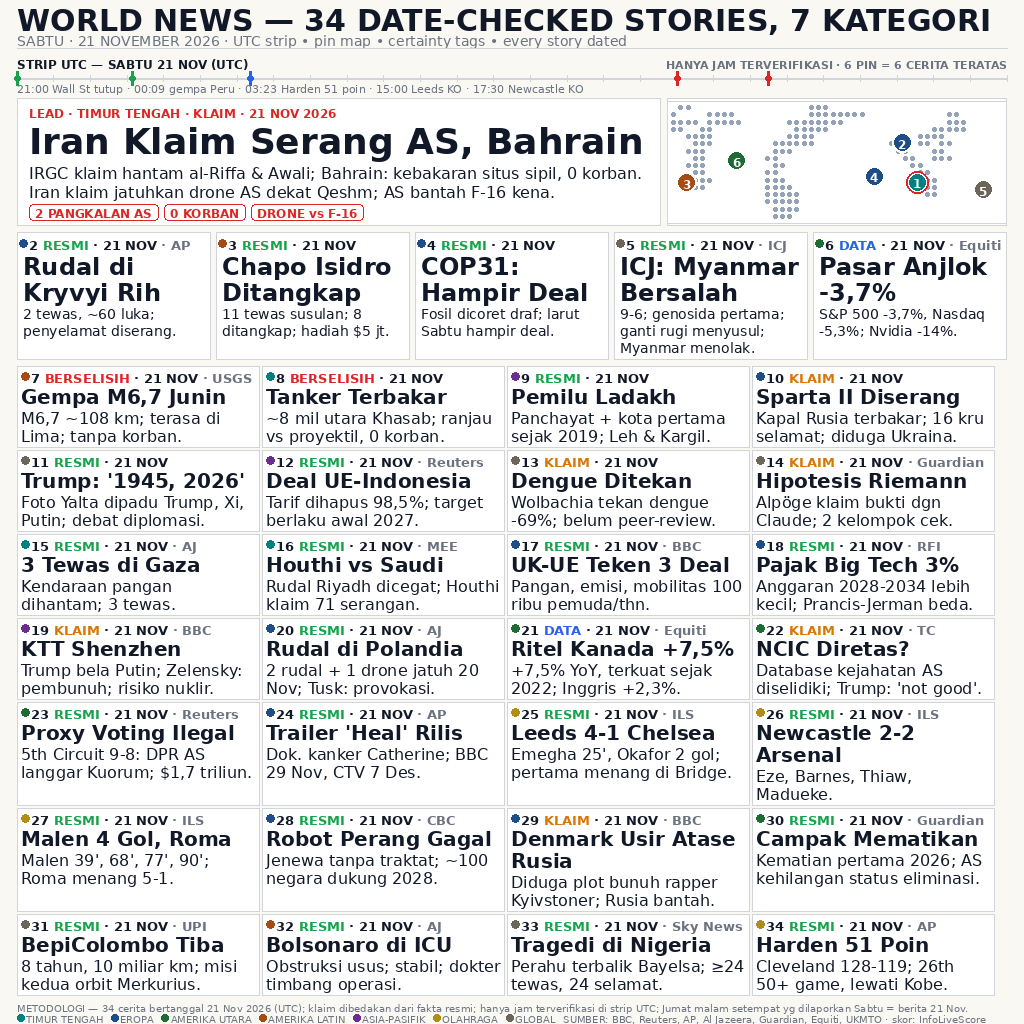 WORLD NEWS — 34 DATE-CHECKED STORIES, 7 KATEGORI
SABTU · 21 NOVEMBER 2026 · UTC strip • pin map • certainty tags • every story dated
STRIP UTC — SABTU 21 NOV (UTC)
HANYA JAM TERVERIFIKASI · 6 PIN = 6 CERITA TERATAS
21:00 Wall St tutup · 00:09 gempa Peru · 03:23 Harden 51 poin · 15:00 Leeds KO · 17:30 Newcastle KO
LEAD · TIMUR TENGAH · KLAIM · 21 NOV 2026
Iran Klaim Serang AS, Bahrain
IRGC klaim hantam al-Riffa & Awali; Bahrain: kebakaran situs sipil, 0 korban.
Iran klaim jatuhkan drone AS dekat Qeshm; AS bantah F-16 kena.
2 PANGKALAN AS
0 KORBAN
DRONE vs F-16
2
6
3
4
1
5
2 RESMI · 21 NOV · AP
Rudal di
Kryvyi Rih
2 tewas, ~60 luka;
penyelamat diserang.
3 RESMI · 21 NOV
Chapo Isidro
Ditangkap
11 tewas susulan; 8
ditangkap; hadiah $5 jt.
4 RESMI · 21 NOV
COP31:
Hampir Deal
Fosil dicoret draf; larut
Sabtu hampir deal.
5 RESMI · 21 NOV · ICJ
ICJ: Myanmar
Bersalah
9-6; genosida pertama;
ganti rugi menyusul;
Myanmar menolak.
6 DATA · 21 NOV · Equiti
Pasar Anjlok
-3,7%
S&P 500 -3,7%, Nasdaq
-5,3%; Nvidia -14%.
7 BERSELISIH · 21 NOV · USGS
Gempa M6,7 Junin
M6,7 ~108 km; terasa di
Lima; tanpa korban.
8 BERSELISIH · 21 NOV
Tanker Terbakar
~8 mil utara Khasab; ranjau
vs proyektil, 0 korban.
9 RESMI · 21 NOV
Pemilu Ladakh
Panchayat + kota pertama
sejak 2019; Leh & Kargil.
10 KLAIM · 21 NOV
Sparta II Diserang
Kapal Rusia terbakar; 16 kru
selamat; diduga Ukraina.
11 RESMI · 21 NOV
Trump: '1945, 2026'
Foto Yalta dipadu Trump, Xi,
Putin; debat diplomasi.
12 RESMI · 21 NOV · Reuters
Deal UE-Indonesia
Tarif dihapus 98,5%; target
berlaku awal 2027.
13 KLAIM · 21 NOV
Dengue Ditekan
Wolbachia tekan dengue
-69%; belum peer-review.
14 KLAIM · 21 NOV · Guardian
Hipotesis Riemann
Alpöge klaim bukti dgn
Claude; 2 kelompok cek.
15 RESMI · 21 NOV · AJ
3 Tewas di Gaza
Kendaraan pangan
dihantam; 3 tewas.
16 RESMI · 21 NOV · MEE
Houthi vs Saudi
Rudal Riyadh dicegat; Houthi
klaim 71 serangan.
17 RESMI · 21 NOV · BBC
UK-UE Teken 3 Deal
Pangan, emisi, mobilitas 100
ribu pemuda/thn.
18 RESMI · 21 NOV · RFI
Pajak Big Tech 3%
Anggaran 2028-2034 lebih
kecil; Prancis-Jerman beda.
19 KLAIM · 21 NOV · BBC
KTT Shenzhen
Trump bela Putin; Zelensky:
pembunuh; risiko nuklir.
20 RESMI · 21 NOV · AJ
Rudal di Polandia
2 rudal + 1 drone jatuh 20
Nov; Tusk: provokasi.
21 DATA · 21 NOV · Equiti
Ritel Kanada +7,5%
+7,5% YoY, terkuat sejak
2022; Inggris +2,3%.
22 KLAIM · 21 NOV · TC
NCIC Diretas?
Database kejahatan AS
diselidiki; Trump: 'not good'.
23 RESMI · 21 NOV · Reuters
Proxy Voting Ilegal
5th Circuit 9-8: DPR AS
langgar Kuorum; $1,7 triliun.
24 RESMI · 21 NOV · AP
Trailer 'Heal' Rilis
Dok. kanker Catherine; BBC
29 Nov, CTV 7 Des.
25 RESMI · 21 NOV · ILS
Leeds 4-1 Chelsea
Emegha 25', Okafor 2 gol;
pertama menang di Bridge.
26 RESMI · 21 NOV · ILS
Newcastle 2-2
Arsenal
Eze, Barnes, Thiaw,
Madueke.
27 RESMI · 21 NOV · ILS
Malen 4 Gol, Roma
Malen 39', 68', 77', 90';
Roma menang 5-1.
28 RESMI · 21 NOV · CBC
Robot Perang Gagal
Jenewa tanpa traktat; ~100
negara dukung 2028.
29 KLAIM · 21 NOV · BBC
Denmark Usir Atase
Rusia
Diduga plot bunuh rapper
Kyivstoner; Rusia bantah.
30 RESMI · 21 NOV · Guardian
Campak Mematikan
Kematian pertama 2026; AS
kehilangan status eliminasi.
31 RESMI · 21 NOV · UPI
BepiColombo Tiba
8 tahun, 10 miliar km; misi
kedua orbit Merkurius.
32 RESMI · 21 NOV · AJ
Bolsonaro di ICU
Obstruksi usus; stabil; dokter
timbang operasi.
33 RESMI · 21 NOV · Sky News
Tragedi di Nigeria
Perahu terbalik Bayelsa; ≥24
tewas, 24 selamat.
34 RESMI · 21 NOV · AP
Harden 51 Poin
Cleveland 128-119; 26th
50+ game, lewati Kobe.
METODOLOGI — 34 cerita bertanggal 21 Nov 2026 (UTC); klaim dibedakan dari fakta resmi; hanya jam terverifikasi di strip UTC; Jumat malam setempat yg dilaporkan Sabtu = berita 21 Nov.
TIMUR TENGAH EROPA AMERIKA UTARA AMERIKA LATIN ASIA-PASIFIK OLAHRAGA GLOBAL SUMBER: BBC, Reuters, AP, Al Jazeera, Guardian, Equiti, UKMTO · skor: InfoLiveScore